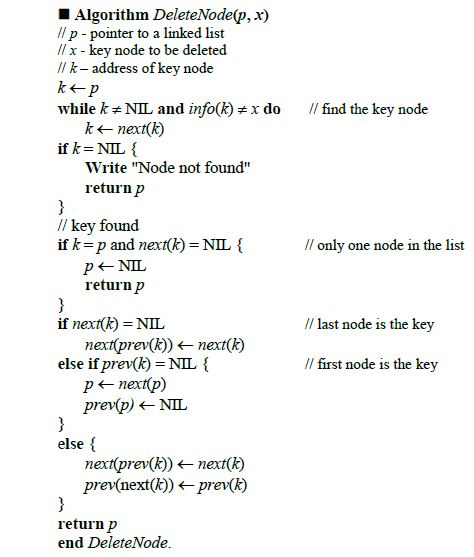 ■ Algorithm DeleteNode(p, x)
// p - pointer to a linked list
// x - key node to be deleted
// k – address of key node
k ← p
while k ≠ NIL and info(k) ≠ x do // find the key node
k ← next(k)
if k = NIL {
Write "Node not found"
return p
}
// key found
if k = p and next(k) = NIL { // only one node in the list
p ← NIL
return p
}
if next(k) = NIL // last node is the key
next(prev(k)) ← next(k)
else if prev(k) = NIL { // first node is the key
p ← next(p)
prev(p) ← NIL
}
else {
next(prev(k)) ← next(k)
prev(next(k)) ← prev(k)
}
return p
end DeleteNode.